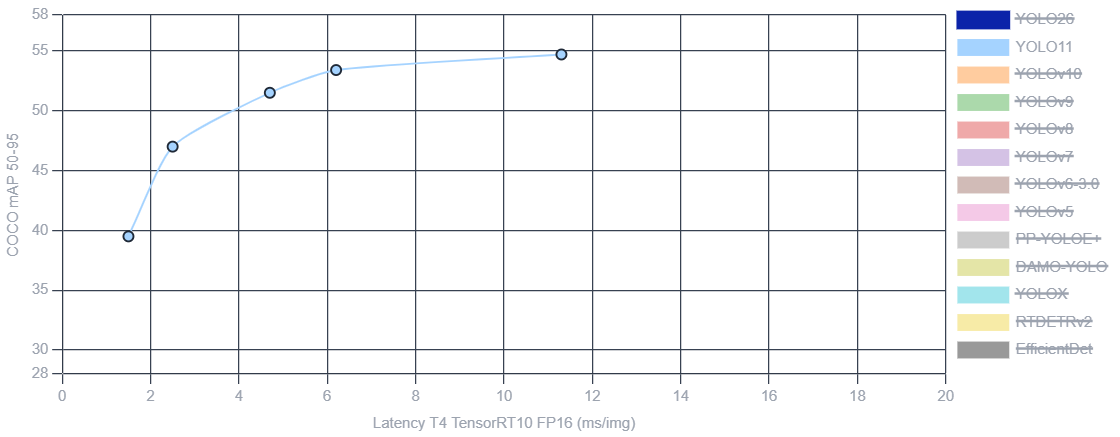 58
55
50
45
40
35
30
28
COCO mAP 50-95
0 2 4 6 8 10 12 14 16 18 20
Latency T4 TensorRT10 FP16 (ms/img)
YOLO26
YOLO11
YOLOv10
YOLOv9
YOLOv8
YOLOv7
YOLOv6-3.0
YOLOv5
PP-YOLOE+
DAMO-YOLO
YOLOX
RTDETRv2
EfficientDet